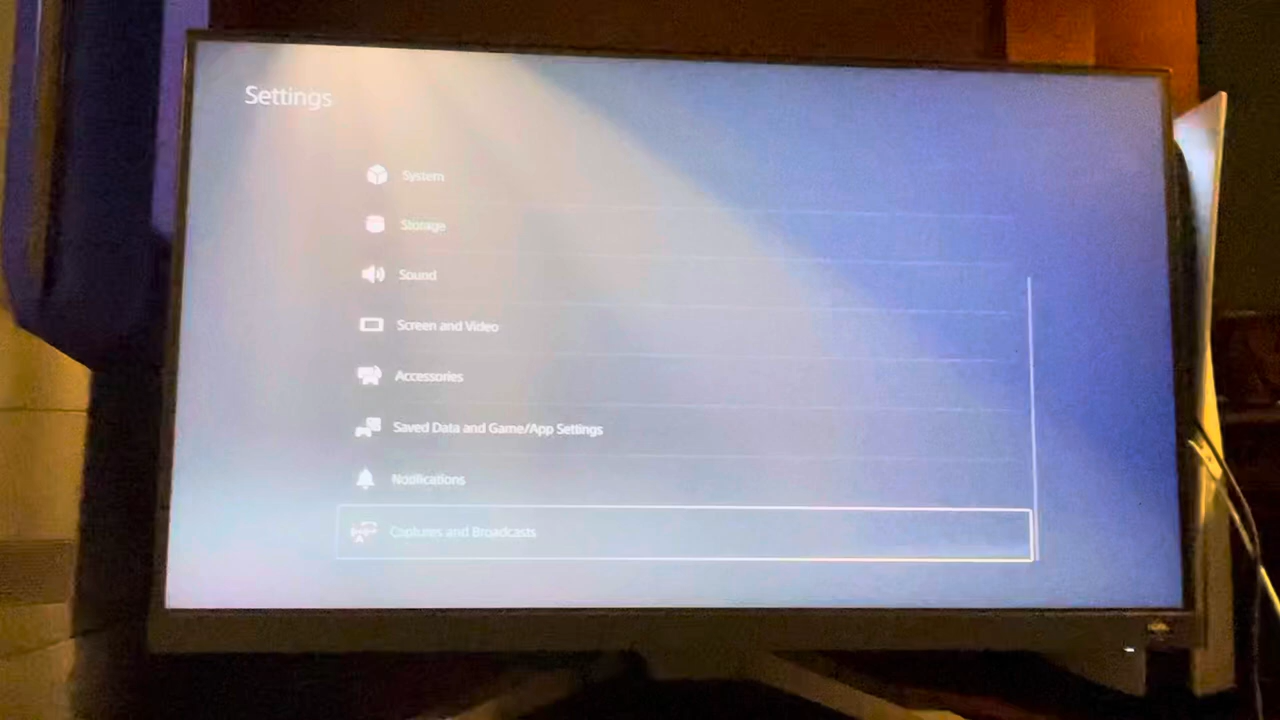 Settings
System
Storage
Sound
Screen and Video
Accessories
Saved Data and Game/App Settings
Notifications
Captures and Broadcasts